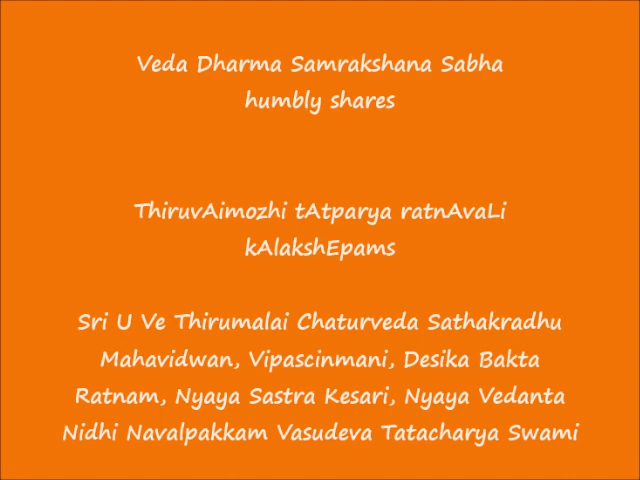 Veda Dharma Samrakshana Sabha
humbly shares
ThiruvAimozhi tAtparya ratnAvaLi
kAlakshEpams
Sri U Ve Thirumalai Chaturveda Sathakradhu
Mahavidwan, Vipascinmani, Desika Bakta
Ratnam, Nyaya Sastra Kesari, Nyaya Vedanta
Nidhi Navalpakkam Vasudeva Tatacharya Swami